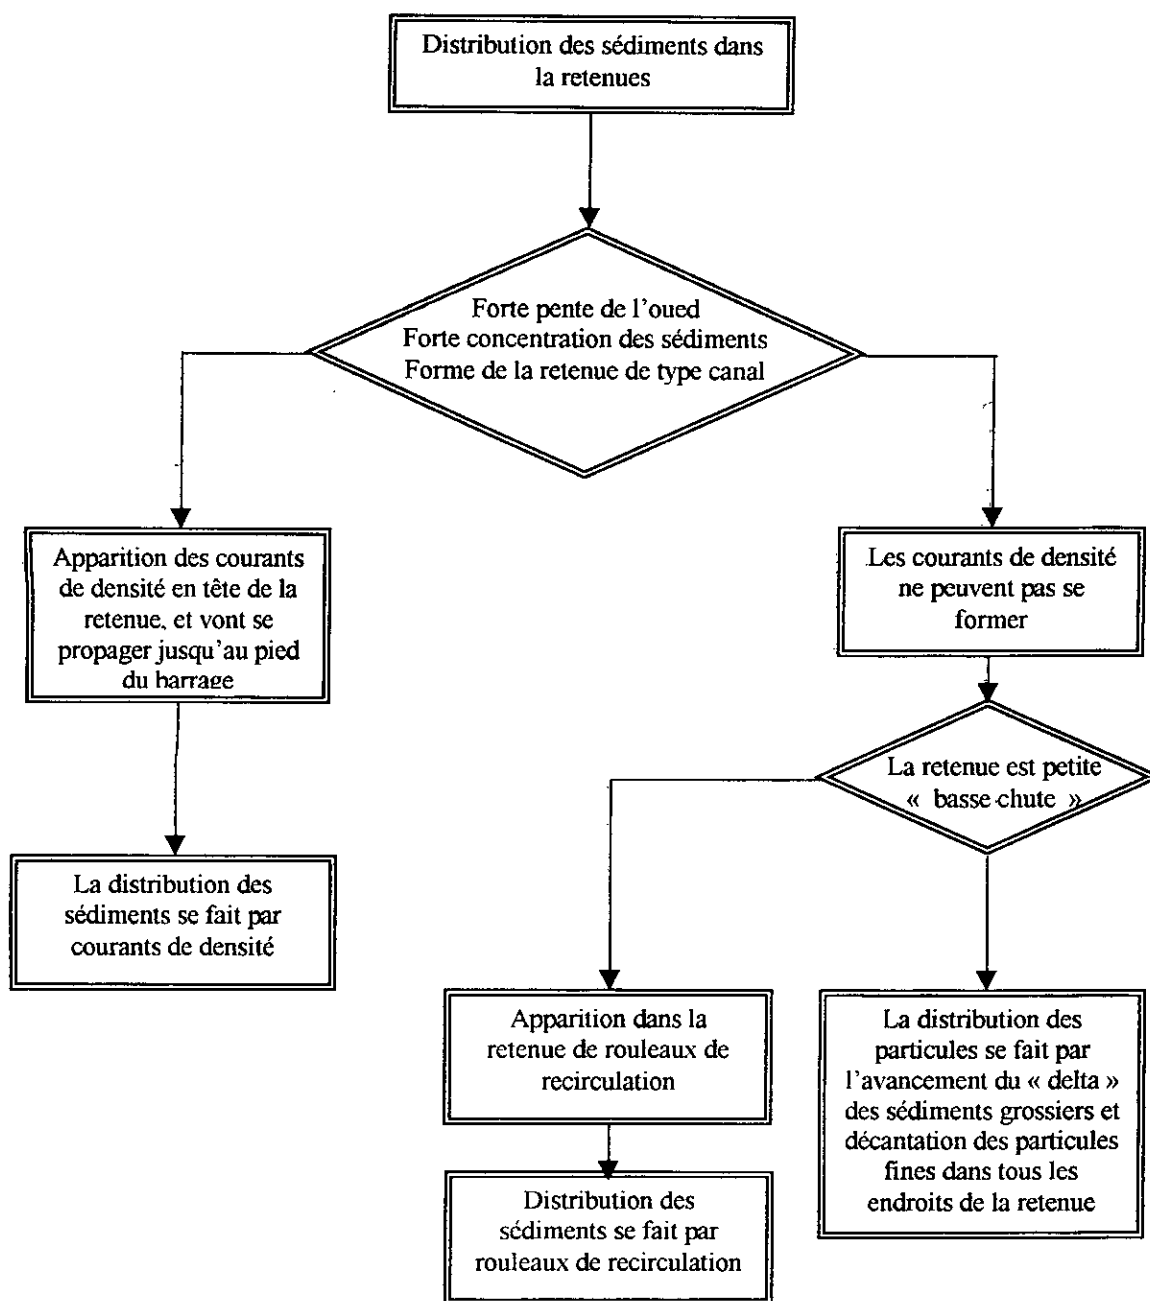 Distribution des sédiments dans
la retenues
Forte pente de l'oued
Forte concentration des sédiments
Forme de la retenue de type canal
Apparition des courants
de densité en tête de la
retenue, et vont se
propager jusqu'au pied
du barrage
Les courants de densité
ne peuvent pas se
former
La retenue est petite
« basse chute »
La distribution des
sédiments se fait par
courants de densité
Apparition dans la
retenue de rouleaux de
recirculation
La distribution des
particules se fait par
l'avancement du « delta »
des sédiments grossiers et
décantation des particules
fines dans tous les
endroits de la retenue
Distribution des
sédiments se fait par
rouleaux de recirculation